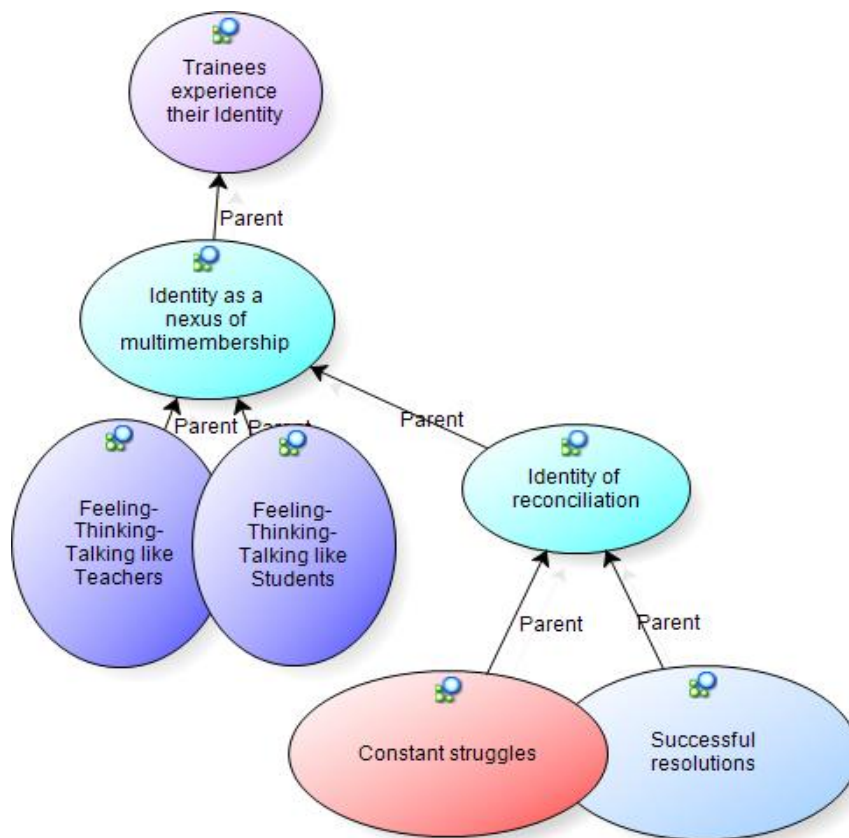 Trainees
experience
their Identity
Parent
Identity as a
nexus of
multimembership
Parent
Parent
Parent
Feeling-
Thinking-
Talking like
Teachers
Feeling-
Thinking-
Talking like
Students
Identity of
reconciliation
Parent
Parent
Constant struggles
Successful
resolutions